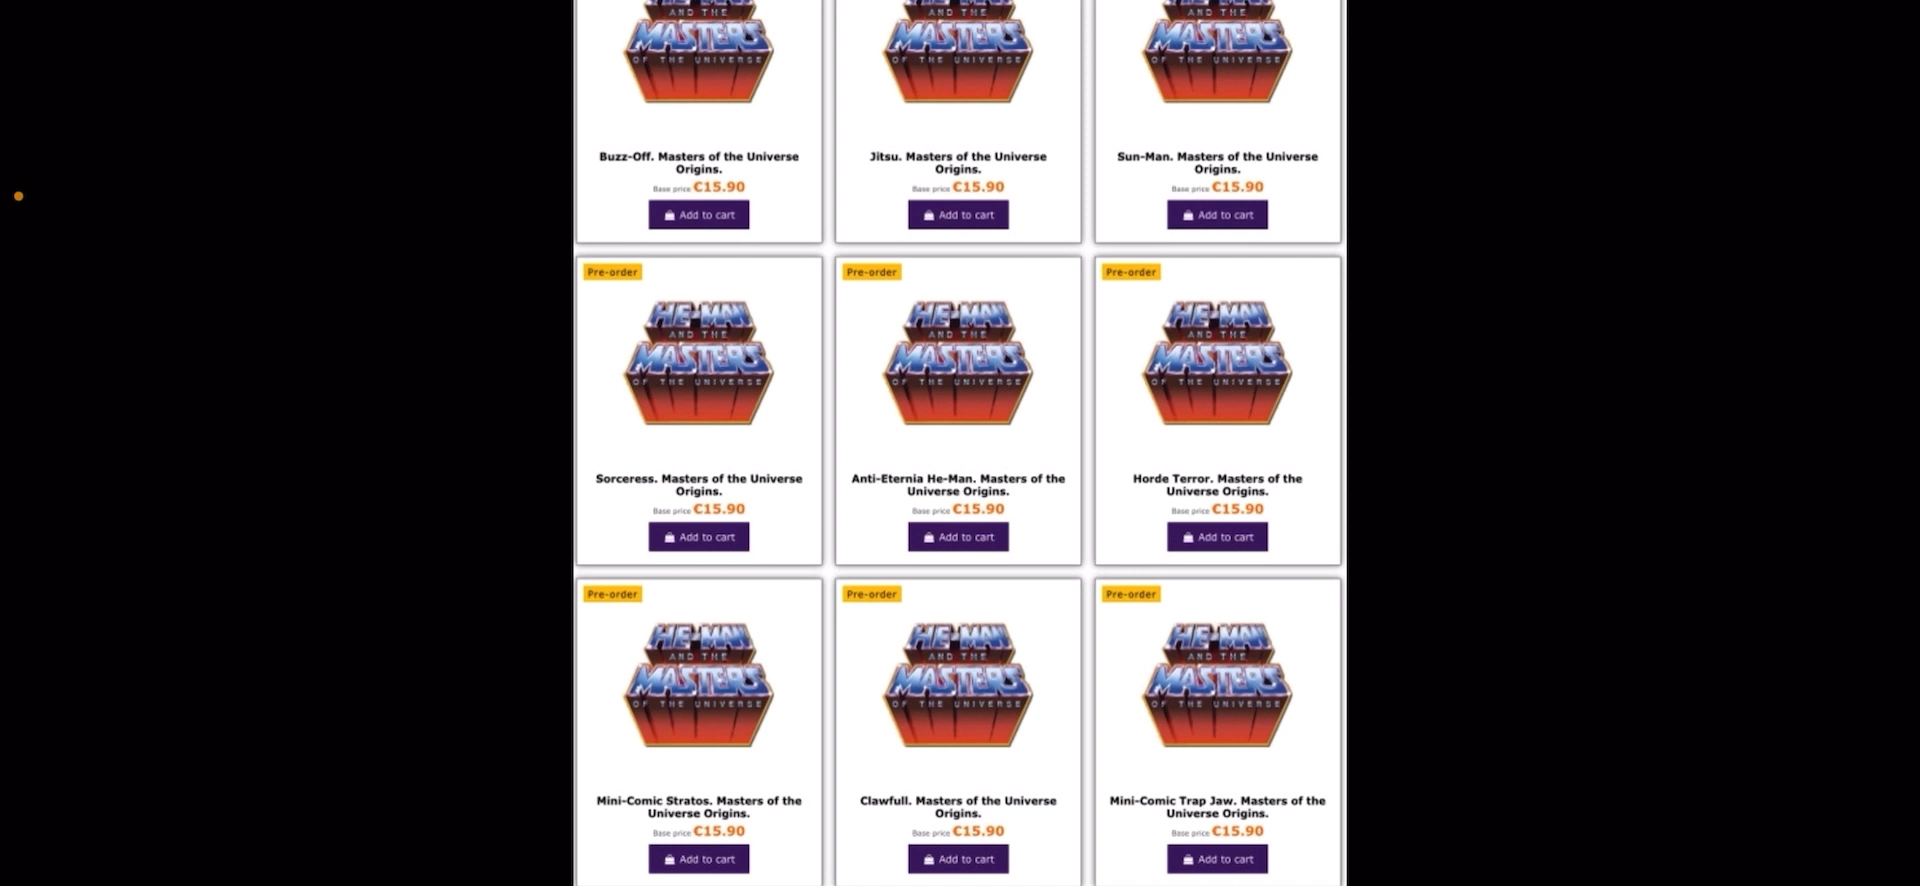 HE-MAN HE-MAN HE-MAN
AND THE AND THE AND THE
MASTERS MASTERS MASTERS
OF THE UNIVERSE OF THE UNIVERSE OF THE UNIVERSE
Buzz-Off. Masters of the Universe
Origins.
Base price €15.90
Add to cart
Jitsu. Masters of the Universe
Origins.
Base price €15.90
Add to cart
Sun-Man. Masters of the Universe
Origins.
Base price €15.90
Add to cart
Pre-order
HE-MAN
AND THE
MASTERS
OF THE UNIVERSE
Sorceress. Masters of the Universe
Origins.
Base price €15.90
Add to cart
Pre-order
HE-MAN
AND THE
MASTERS
OF THE UNIVERSE
Anti-Eternia He-Man. Masters of the
Universe Origins.
Base price €15.90
Add to cart
Pre-order
HE-MAN
AND THE
MASTERS
OF THE UNIVERSE
Horde Terror. Masters of the
Universe Origins.
Base price €15.90
Add to cart
Pre-order
HE-MAN
AND THE
MASTERS
OF THE UNIVERSE
Mini-Comic Stratos. Masters of the
Universe Origins.
Base price €15.90
Add to cart
Pre-order
HE-MAN
AND THE
MASTERS
OF THE UNIVERSE
Clawfull. Masters of the Universe
Origins.
Base price €15.90
Add to cart
Pre-order
HE-MAN
AND THE
MASTERS
OF THE UNIVERSE
Mini-Comic Trap Jaw. Masters of the
Universe Origins.
Base price €15.90
Add to cart